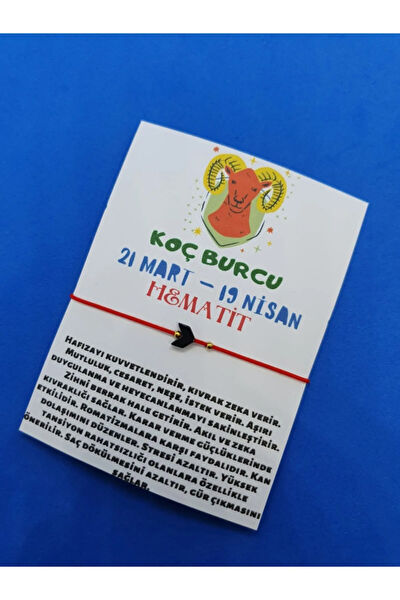 KOÇ BURCU
21 MART – 19 NİSAN
HEMATİT
HAFIZAYI KUVVETLENDİRİR, KIVRAK ZEKA VERİR.
MUTLULUK, CESARET, NEŞE, İSTEK VERİR. AŞIRI
DUYGULANMA VE HEYECANLANMAYI SAKİNLEŞTİRİR.
ZİHNİ BERRAK HALE GETİRİR. AKIL VE ZEKA
KIVRAKLIĞI SAĞLAR. KARAR VERME GÜÇLÜKLERİNDE
ETKİLİDİR. ROMATİZMALARA KARŞI FAYDALIDIR. KAN
DOLAŞIMINI DÜZENLER. STRESİ AZALTIR. YÜKSEK
TANSİYON RAHATSIZLIĞI OLANLARA ÖZELLİKLE
ÖNERİLİR. SAÇ DÖKÜLMESİNİ AZALTIR, GÜR ÇIKMASINI
SAĞLAR.